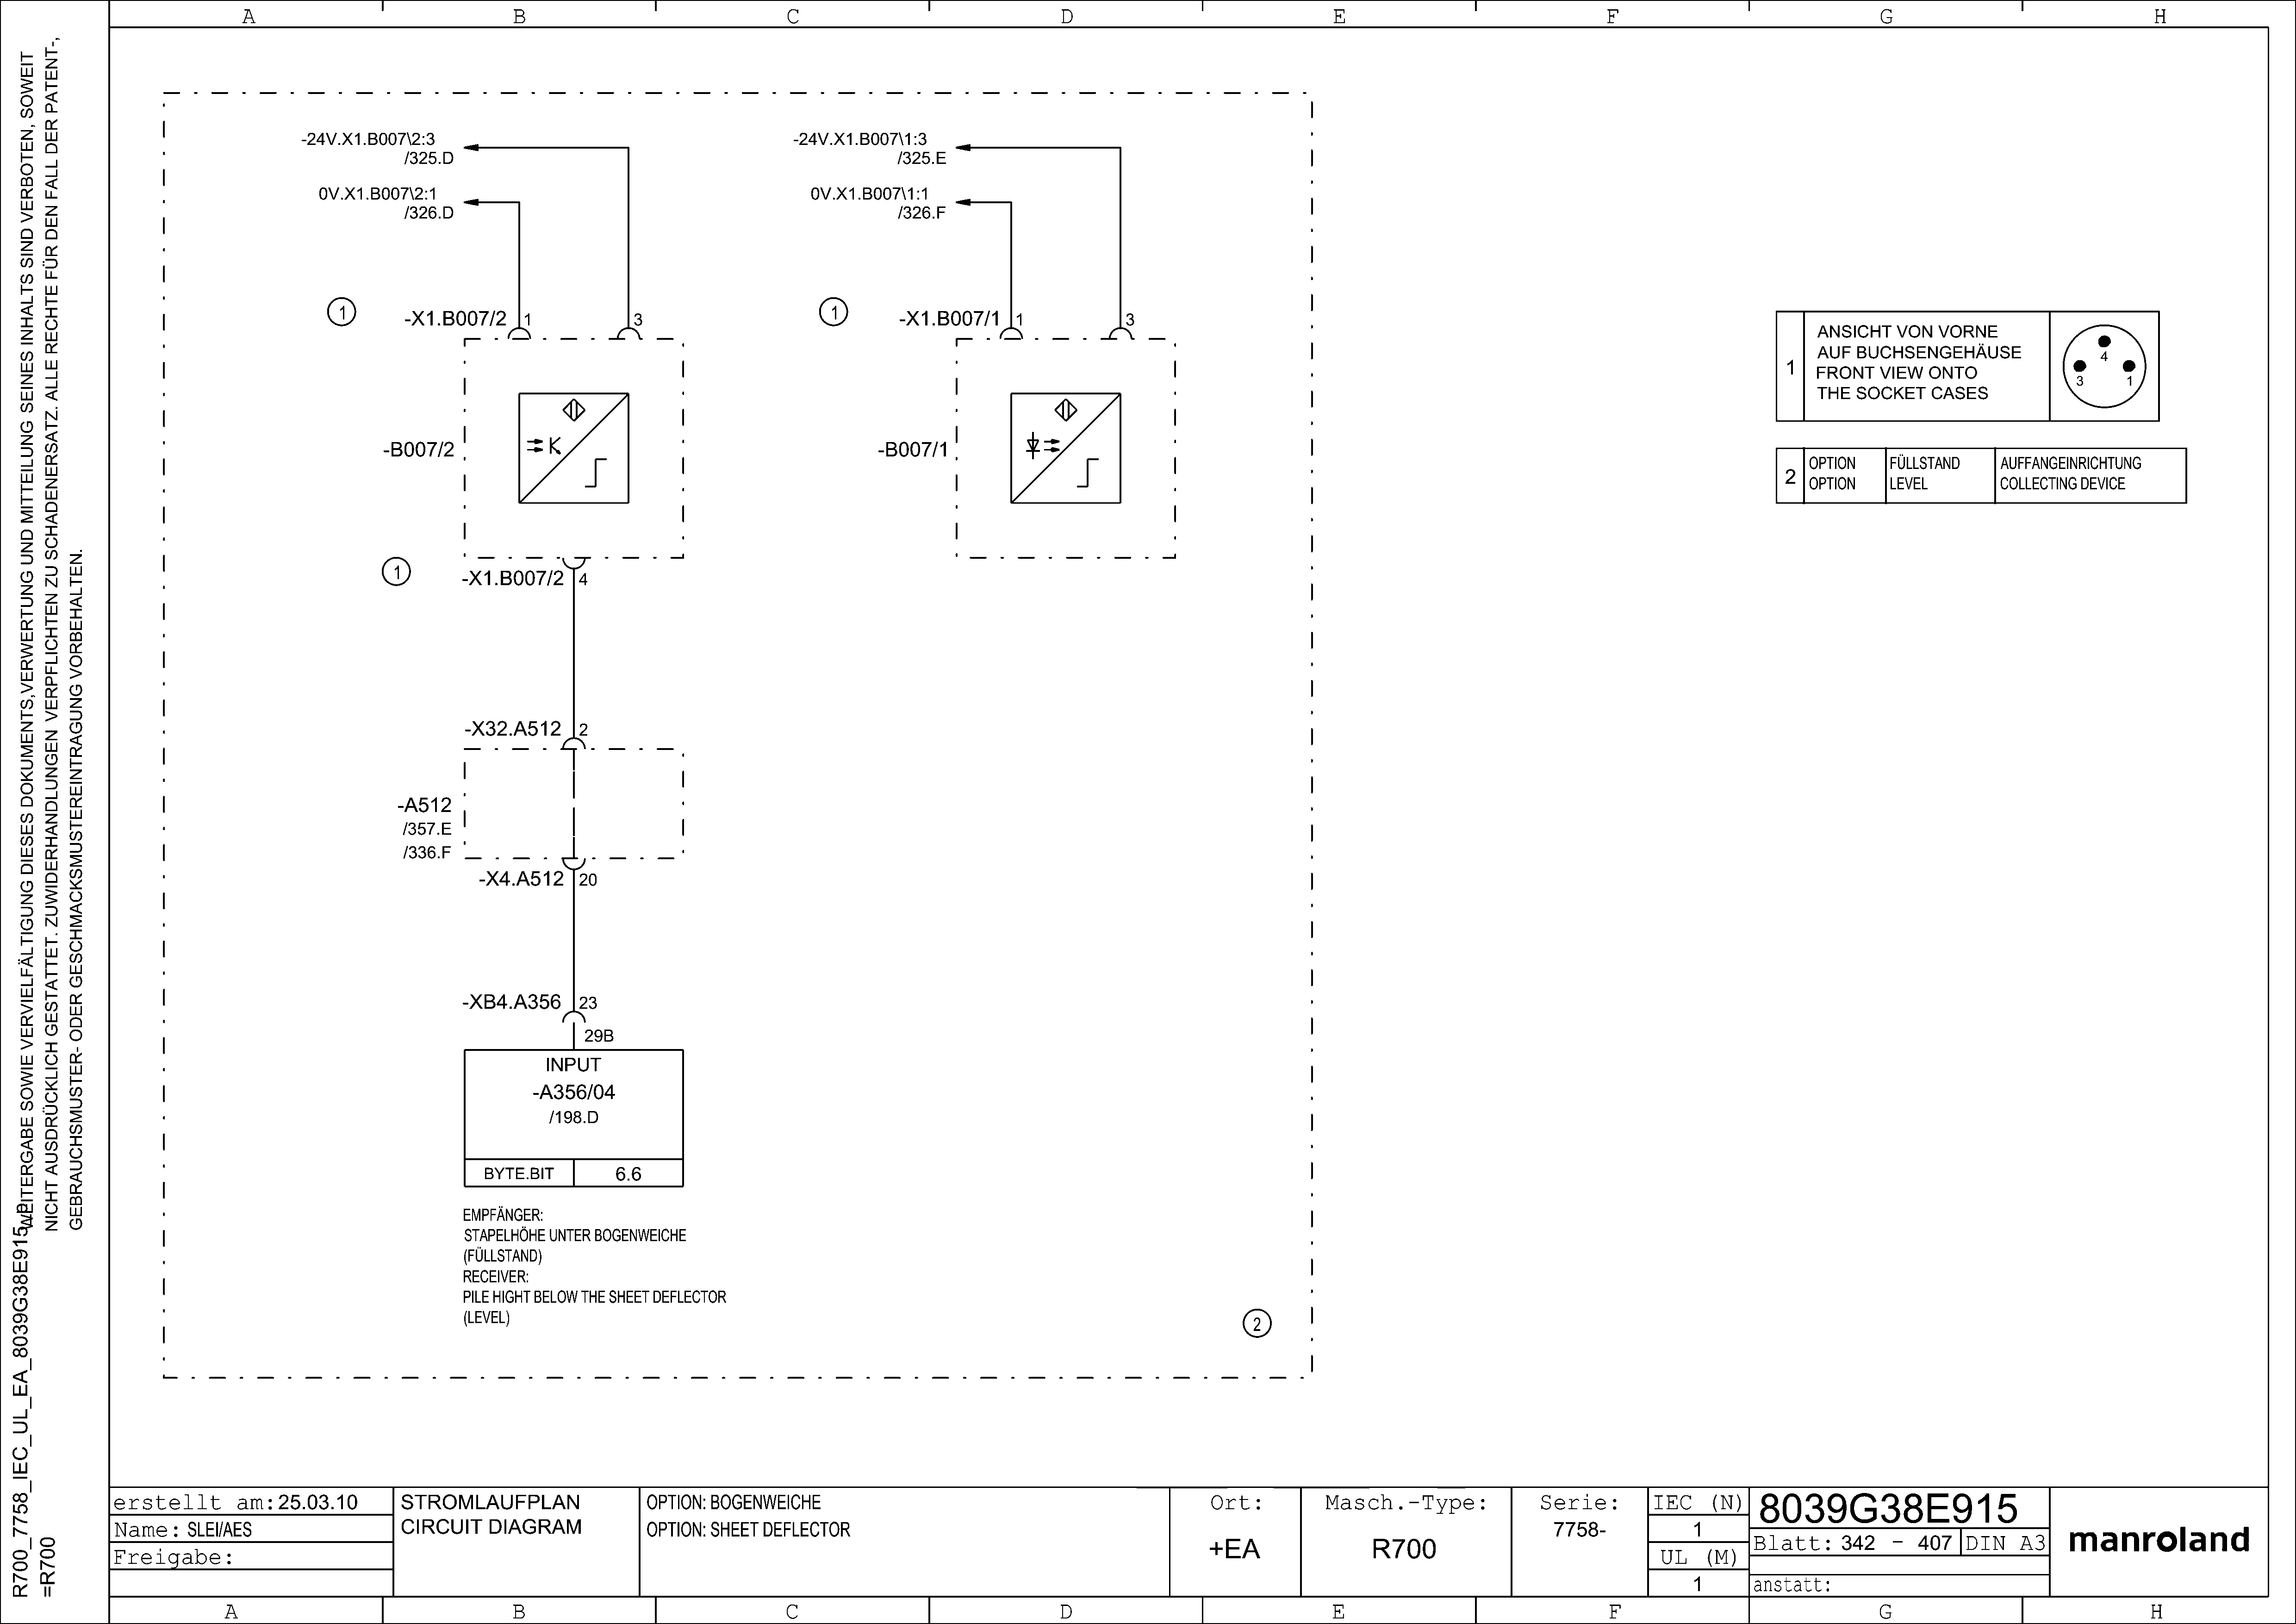 A B C D E F G H
-24V.X1.B007\2:3
/325.D
0V.X1.B007\2:1
/326.D
-24V.X1.B007\1:3
/325.E
0V.X1.B007\1:1
/326.F
1
-X1.B007/2 1 3
1
-X1.B007/1 1 3
-B007/2
-B007/1
1
-X1.B007/2 4
1
ANSICHT VON VORNE
AUF BUCHSENGEHÄUSE
FRONT VIEW ONTO
THE SOCKET CASES
4
3 1
2
OPTION FÜLLSTAND AUFFANGEINRICHTUNG
OPTION LEVEL COLLECTING DEVICE
-X32.A512 2
-A512
/357.E
/336.F
-X4.A512 20
-XB4.A356 23
29B
INPUT
-A356/04
/198.D
BYTE.BIT 6.6
EMPFÄNGER:
STAPELHÖHE UNTER BOGENWEICHE
(FÜLLSTAND)
RECEIVER:
PILE HIGHT BELOW THE SHEET DEFLECTOR
(LEVEL)
2
WEITERGABE SOWIE VERVIELFÄLTIGUNG DIESES DOKUMENTS,VERWERTUNG UND MITTEILUNG SEINES INHALTS SIND VERBOTEN, SOWEIT
NICHT AUSDRÜCKLICH GESTATTET. ZUWIDERHANDLUNGEN VERPFLICHTEN ZU SCHADENERSATZ. ALLE RECHTE FÜR DEN FALL DER PATENT-,
GEBRAUCHSMUSTER- ODER GESCHMACKSMUSTEREINTRAGUNG VORBEHALTEN.
R700_7758_IEC_UL_EA_8039G38E915
=R700
erstellt am: 25.03.10
Name: SLEI/AES
Freigabe:
STROMLAUFPLAN
CIRCUIT DIAGRAM
OPTION: BOGENWEICHE
OPTION: SHEET DEFLECTOR
Ort:
+EA
Masch.-Type:
R700
Serie:
7758-
IEC (N)
1
UL (M)
1
8039G38E915
Blatt: 342 - 407 DIN A3
anstatt:
manroland
A B C D E F G H